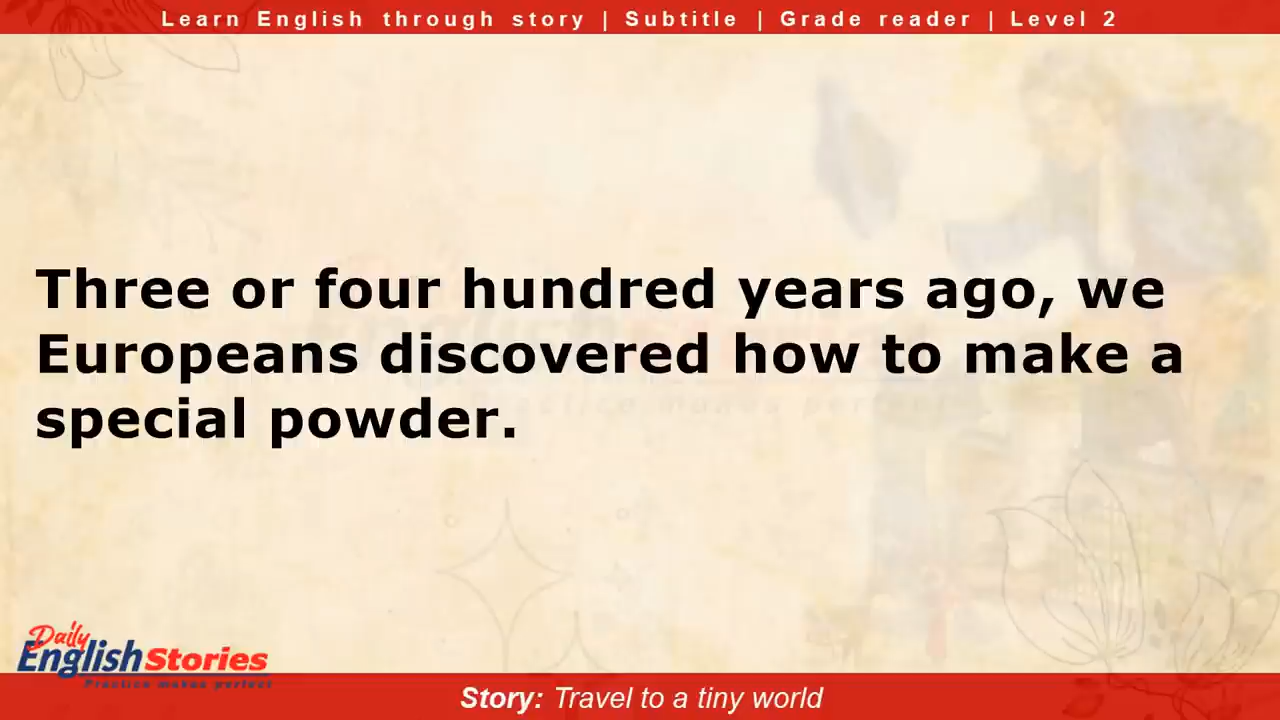 Learn English through story | Subtitle | Grade reader | Level 2
Three or four hundred years ago, we
Europeans discovered how to make a
special powder.
Daily
English Stories
Practice makes perfect
Story: Travel to a tiny world